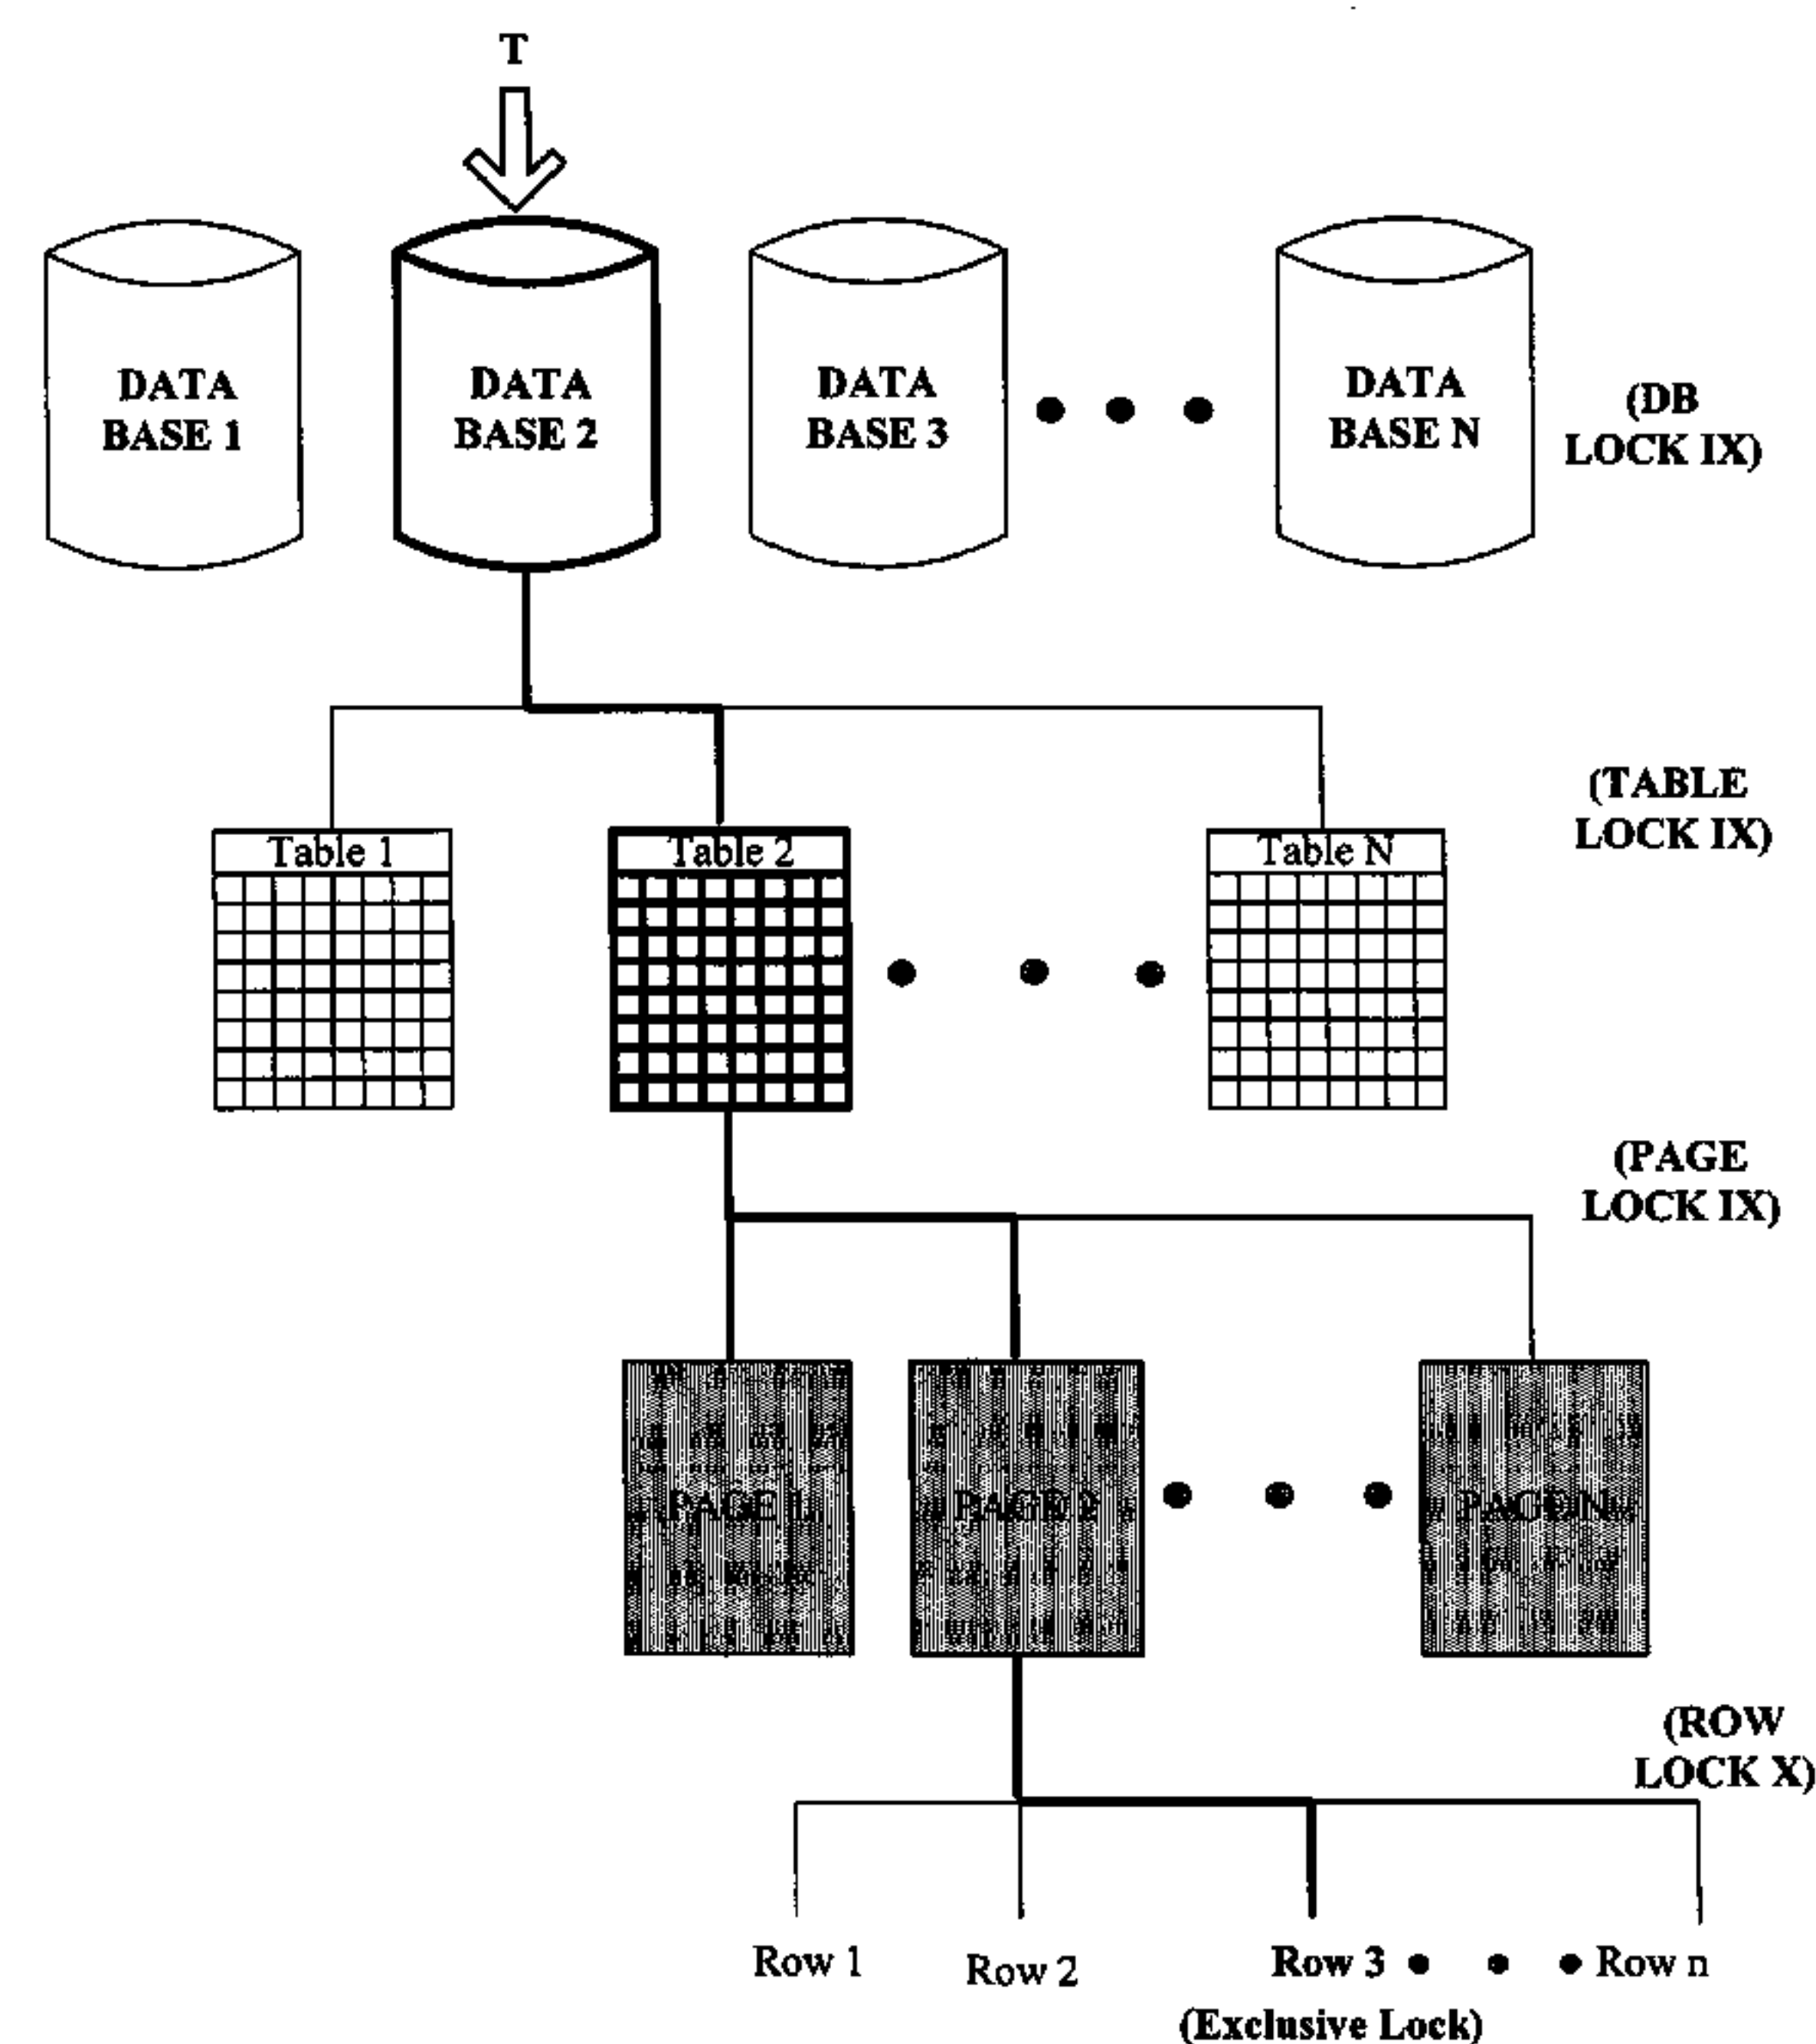 T
DATA
BASE 1
DATA
BASE 2
DATA
BASE 3
DATA
BASE N
(DB
LOCK IX)
(TABLE
LOCK IX)
Table 1
Table 2
Table N
(PAGE
LOCK IX)
PAGE 1
PAGE 2
PAGE N
(ROW
LOCK X)
Row 1
Row 2
Row 3
Row n
(Exclusive Lock)